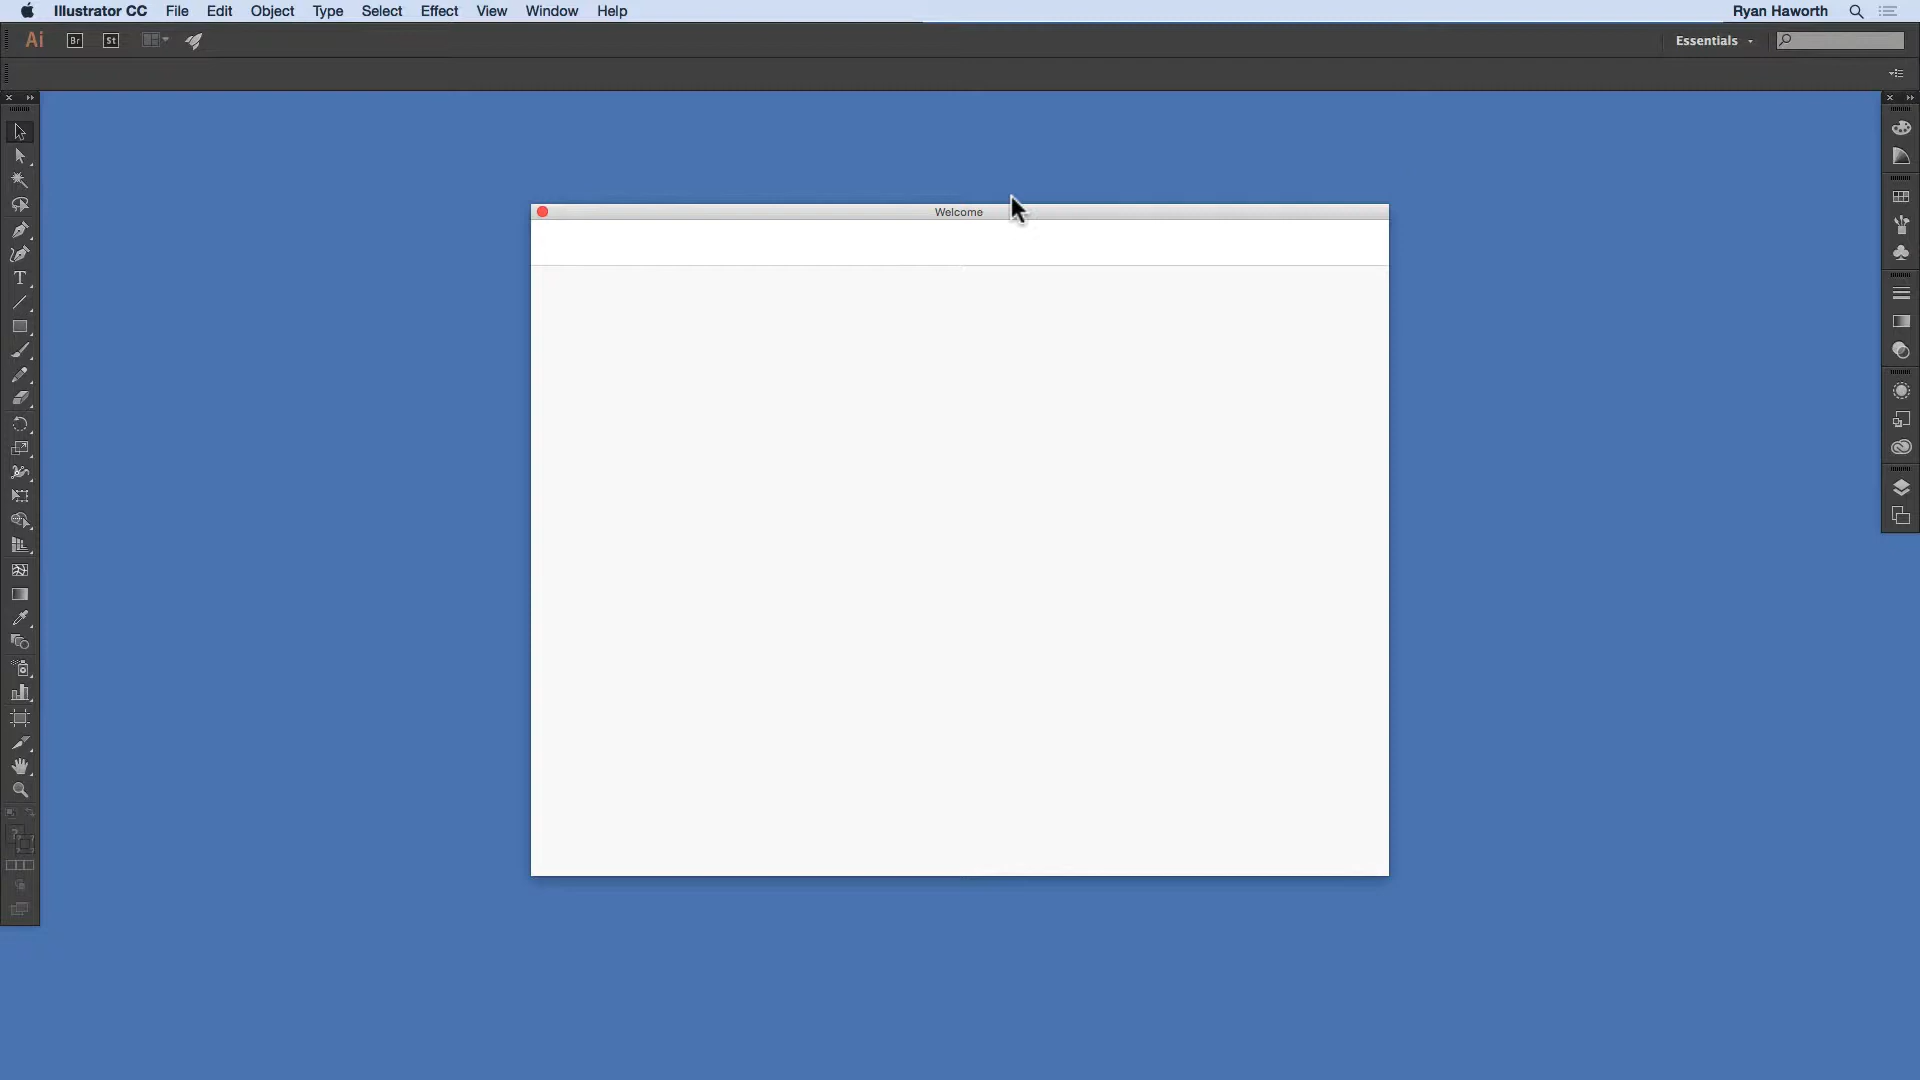 Illustrator CC File Edit Object Type Select Effect View Window Help Ryan Haworth
Ai Br St Essentials
Welcome
T